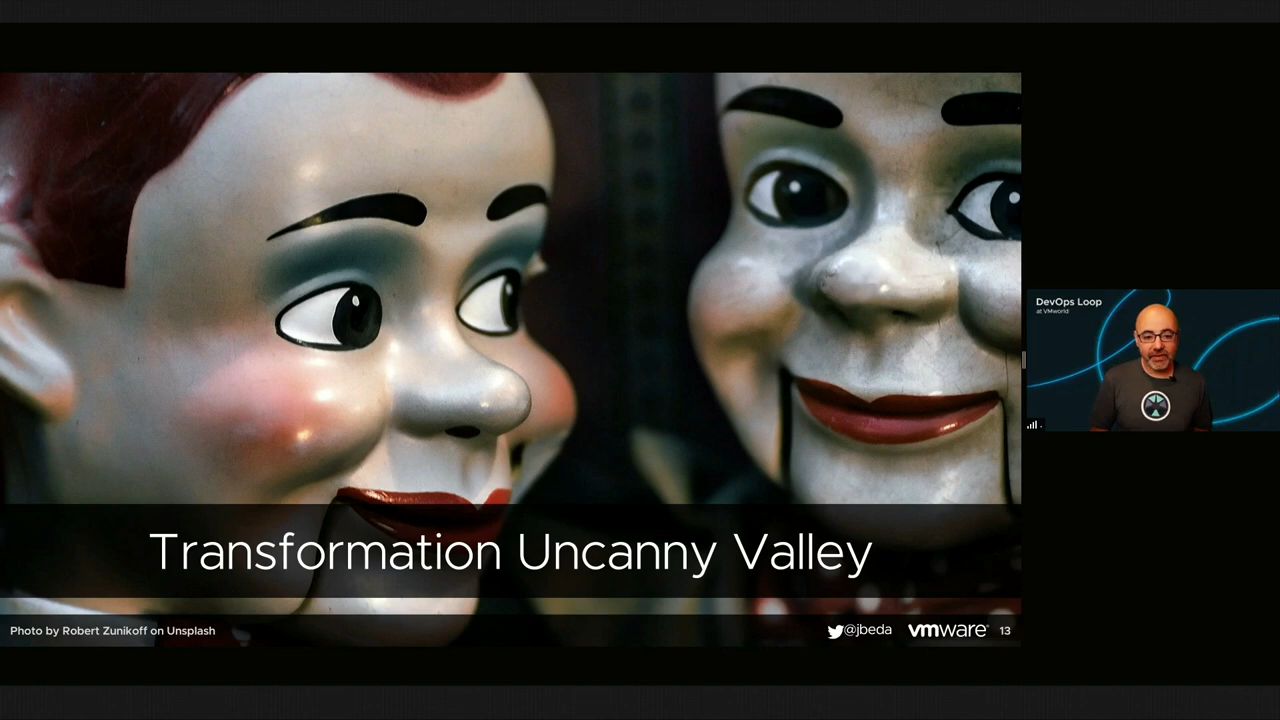 DevOps Loop
at VMworld
Transformation Uncanny Valley
Photo by Robert Zunikoff on Unsplash
@jbeda
vmware®
13